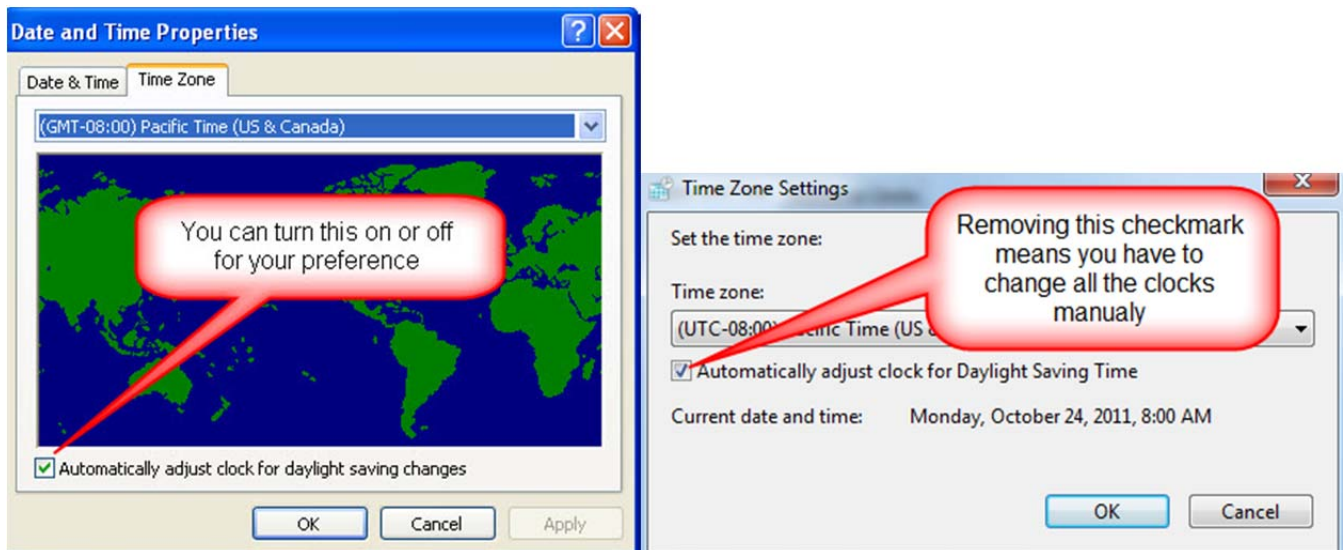 Date and Time Properties
Date & Time
Time Zone
(GMT-08:00) Pacific Time (US & Canada)
You can turn this on or off
for your preference
Automatically adjust clock for daylight saving changes
OK
Cancel
Apply
Time Zone Settings
Removing this checkmark
means you have to
change all the clocks
manualy
Set the time zone:
Time zone:
(UTC-08:00) Pacific Time (US &
Automatically adjust clock for Daylight Saving Time
Current date and time: Monday, October 24, 2011, 8:00 AM
OK
Cancel